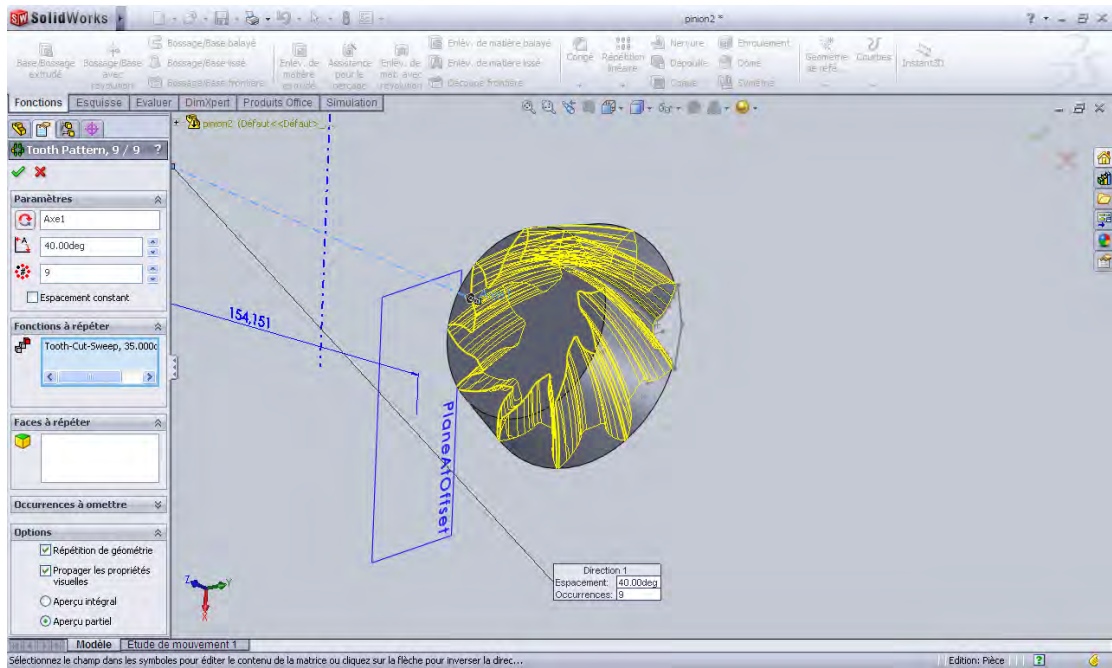 SolidWorks
pinion2 *
Base/Bossage extrudé
Bossage/Base avec révolution
Bossage/Base balayé
Bossage/Base lissé
Bossage/Base frontière
Enlèv. de matière extrudé
Assistance pour le perçage
Enlèv. de mat. avec révolution
Enlèv. de matière balayé
Enlèv. de matière lissé
Découpe frontière
Congé
Répétition linéaire
Nervure
Dépouille
Coque
Enroulement
Dôme
Symétrie
Géométrie de réfé...
Courbes
Instant3D
Fonctions
Esquisse
Evaluer
DimXpert
Produits Office
Simulation
pinion2 (Défaut<<Défaut>_
Tooth Pattern, 9 / 9 ?
Paramètres
Axe1
40.00deg
9
Espacement constant
Fonctions à répéter
Tooth-Cut-Sweep, 35.000c
Faces à répéter
Occurrences à omettre
Options
Répétition de géométrie
Propager les propriétés
visuelles
Aperçu intégral
Aperçu partiel
154,151
PlaneAtOffset
Direction 1
Espacement: 40.00deg
Occurrences: 9
Z
Y
X
Modèle
Etude de mouvement 1
Sélectionnez le champ dans les symboles pour éditer le contenu de la matrice ou cliquez sur la flèche pour inverser la direc...
Edition: Pièce